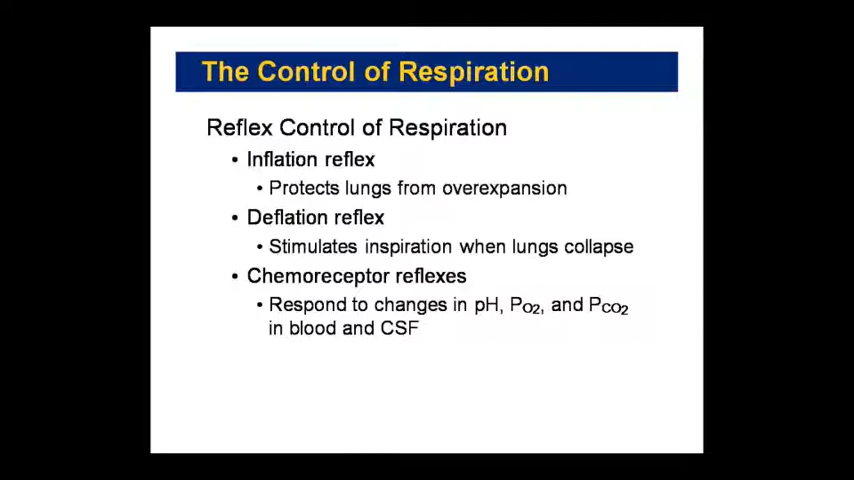 The Control of Respiration
Reflex Control of Respiration
• Inflation reflex
• Protects lungs from overexpansion
• Deflation reflex
• Stimulates inspiration when lungs collapse
• Chemoreceptor reflexes
• Respond to changes in pH, PO2, and PCO2
in blood and CSF